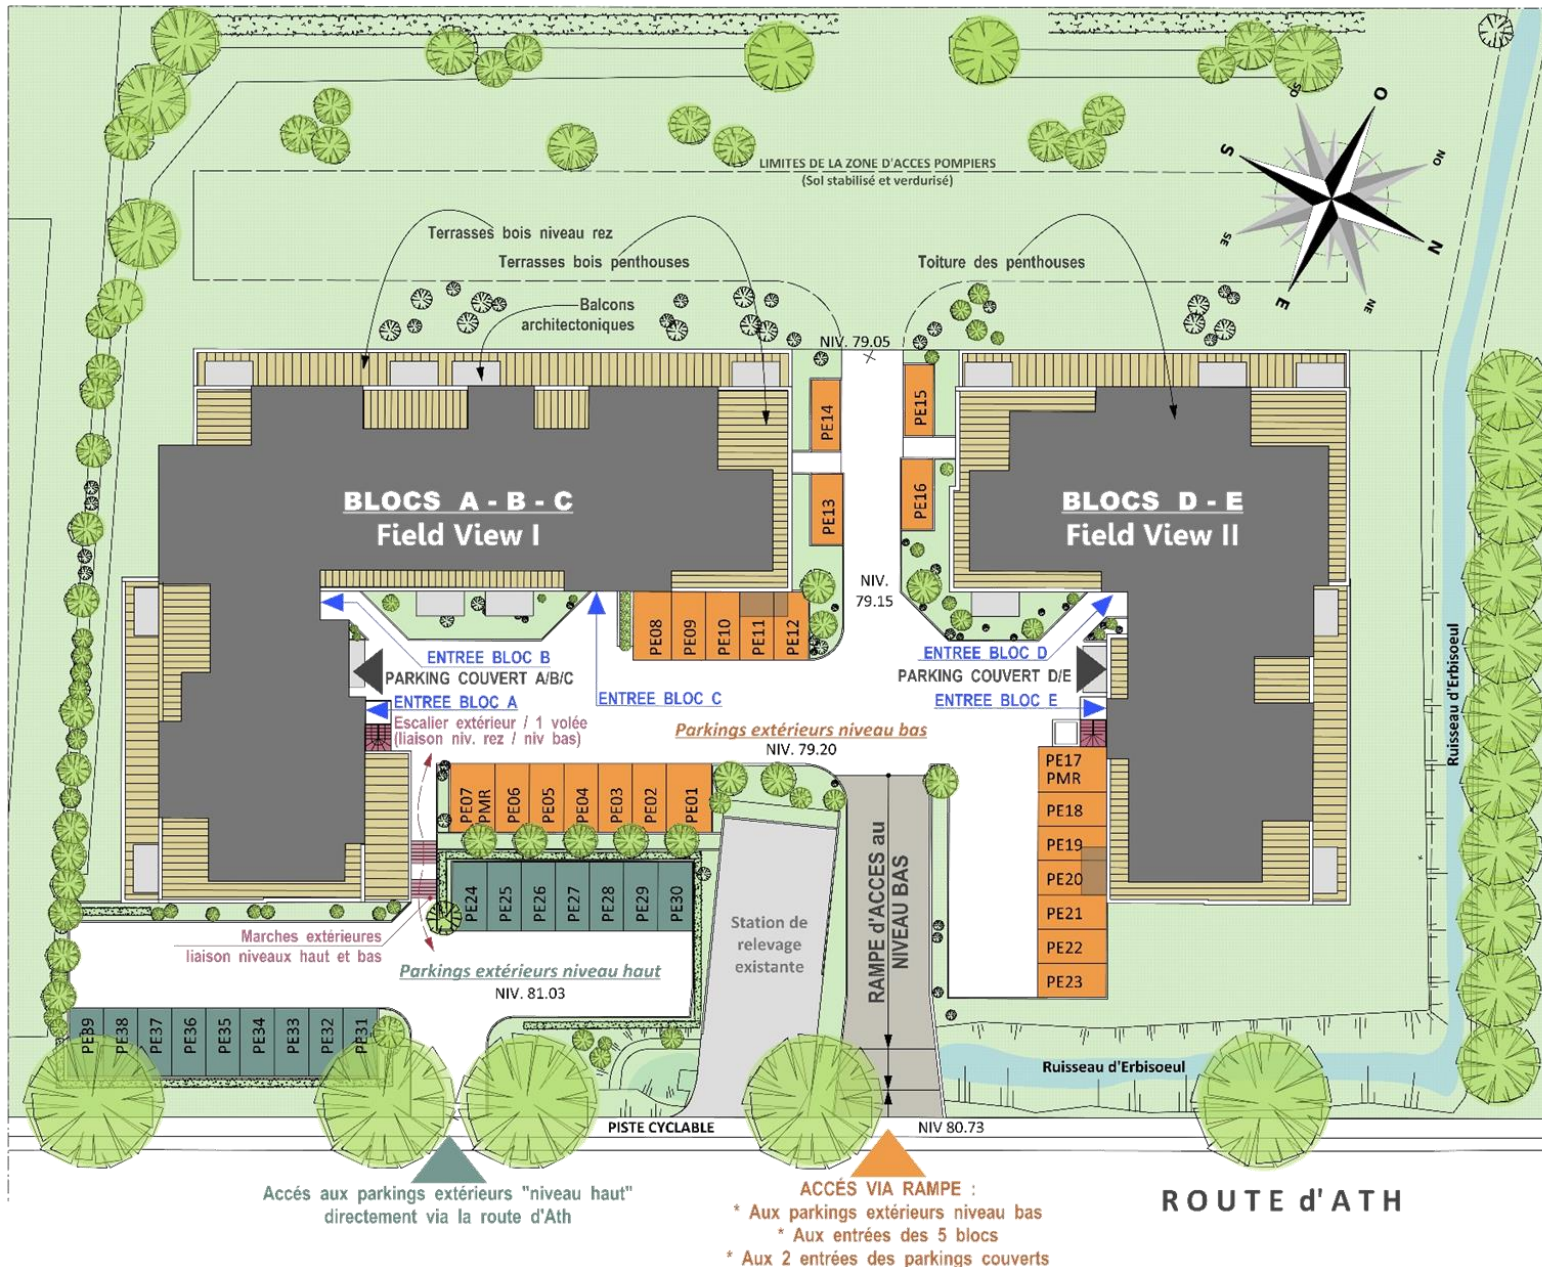 O
SO
NO
S
N
SE
NE
E
LIMITES DE LA ZONE D'ACCES POMPIERS
(Sol stabilisé et verdurisé)
Terrasses bois niveau rez
Terrasses bois penthouses
Toiture des penthouses
Balcons
architectoniques
NIV. 79.05
PE14
PE15
PE13
PE16
BLOCS A - B - C
Field View I
BLOCS D - E
Field View II
NIV.
79.15
PE08
PE09
PE10
PE11
PE12
ENTREE BLOC B
PARKING COUVERT A/B/C
ENTREE BLOC A
ENTREE BLOC C
ENTREE BLOC D
PARKING COUVERT D/E
ENTREE BLOC E
Escalier extérieur / 1 volée
(liaison niv. rez / niv bas)
Parkings extérieurs niveau bas
NIV. 79.20
Ruisseau d'Erbisoeul
PE07
PMR
PE06
PE05
PE04
PE03
PE02
PE01
PE17
PMR
PE18
PE19
PE20
PE21
PE22
PE23
PE24
PE25
PE26
PE27
PE28
PE29
PE30
Station de
relevage
existante
RAMPE d'ACCES au
NIVEAU BAS
Marches extérieures
liaison niveaux haut et bas
Parkings extérieurs niveau haut
NIV. 81.03
PE39
PE38
PE37
PE36
PE35
PE34
PE33
PE32
PE31
Ruisseau d'Erbisoeul
PISTE CYCLABLE
NIV 80.73
Accés aux parkings extérieurs "niveau haut"
directement via la route d'Ath
ACCÉS VIA RAMPE :
* Aux parkings extérieurs niveau bas
* Aux entrées des 5 blocs
* Aux 2 entrées des parkings couverts
ROUTE d'ATH